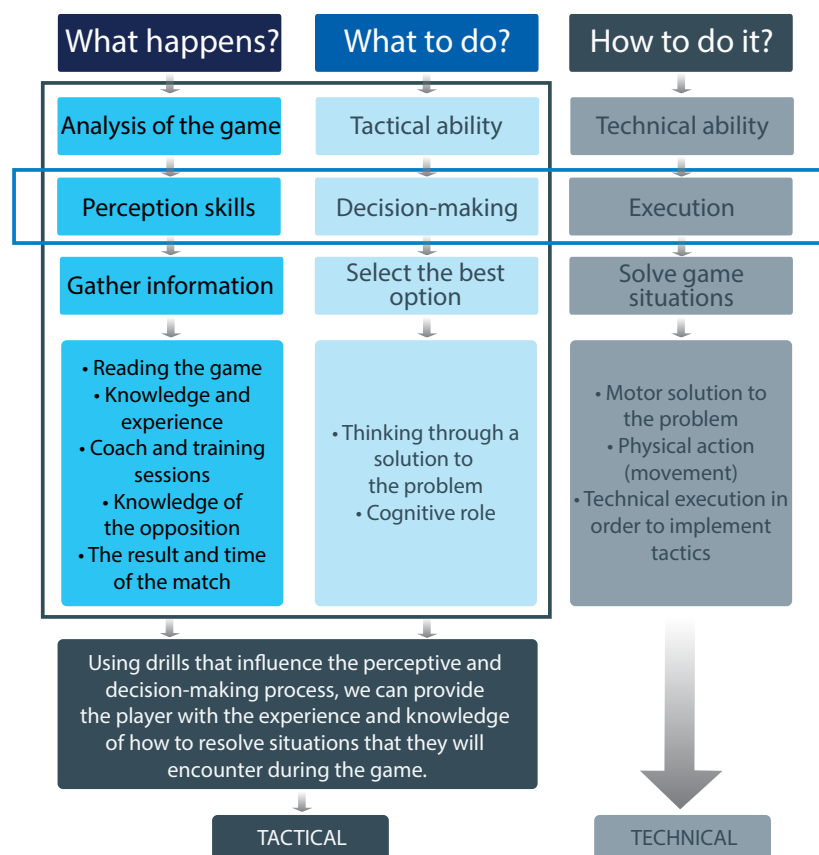 What happens?
What to do?
How to do it?
Analysis of the game
Tactical ability
Technical ability
Perception skills
Decision-making
Execution
Gather information
Select the best
option
Solve game
situations
• Reading the game
• Knowledge and
experience
• Coach and training
sessions
• Knowledge of
the opposition
• The result and time
of the match
• Thinking through a
solution to
the problem
• Cognitive role
• Motor solution to
the problem
• Physical action
(movement)
• Technical execution in
order to implement
tactics
Using drills that influence the perceptive and
decision-making process, we can provide
the player with the experience and knowledge
of how to resolve situations that they will
encounter during the game.
TACTICAL
TECHNICAL